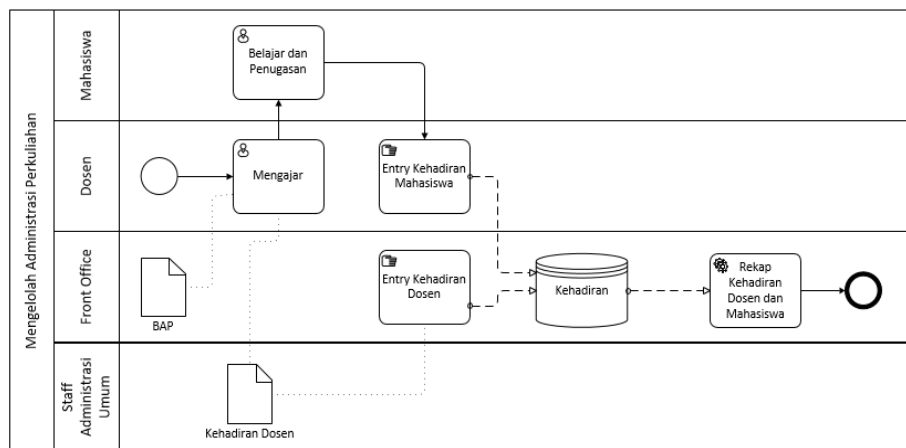 Mengelolah Administrasi Perkuliahan
Mahasiswa
Belajar dan
Penugasan
Dosen
Mengajar
Entry Kehadiran
Mahasiswa
Front Office
BAP
Entry Kehadiran
Dosen
Kehadiran
Rekap
Kehadiran
Dosen dan
Mahasiswa
Staff
Administrasi
Umum
Kehadiran Dosen